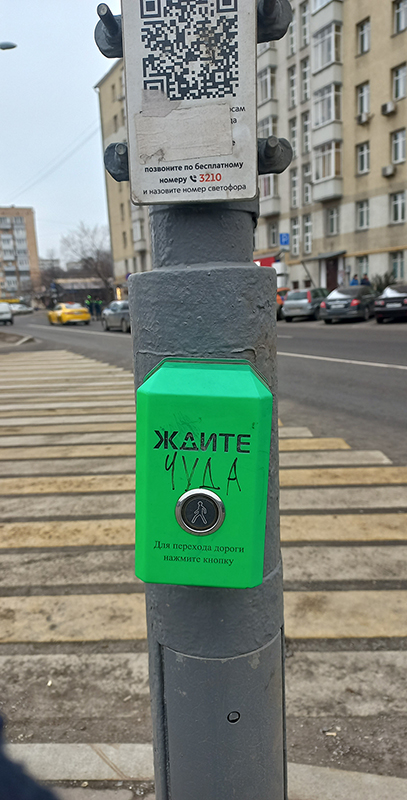 позвоните по бесплатному
номеру 3210
и назовите номер светофора
ЖДИТЕ
ЧУДА
Для перехода дороги
нажмите кнопку